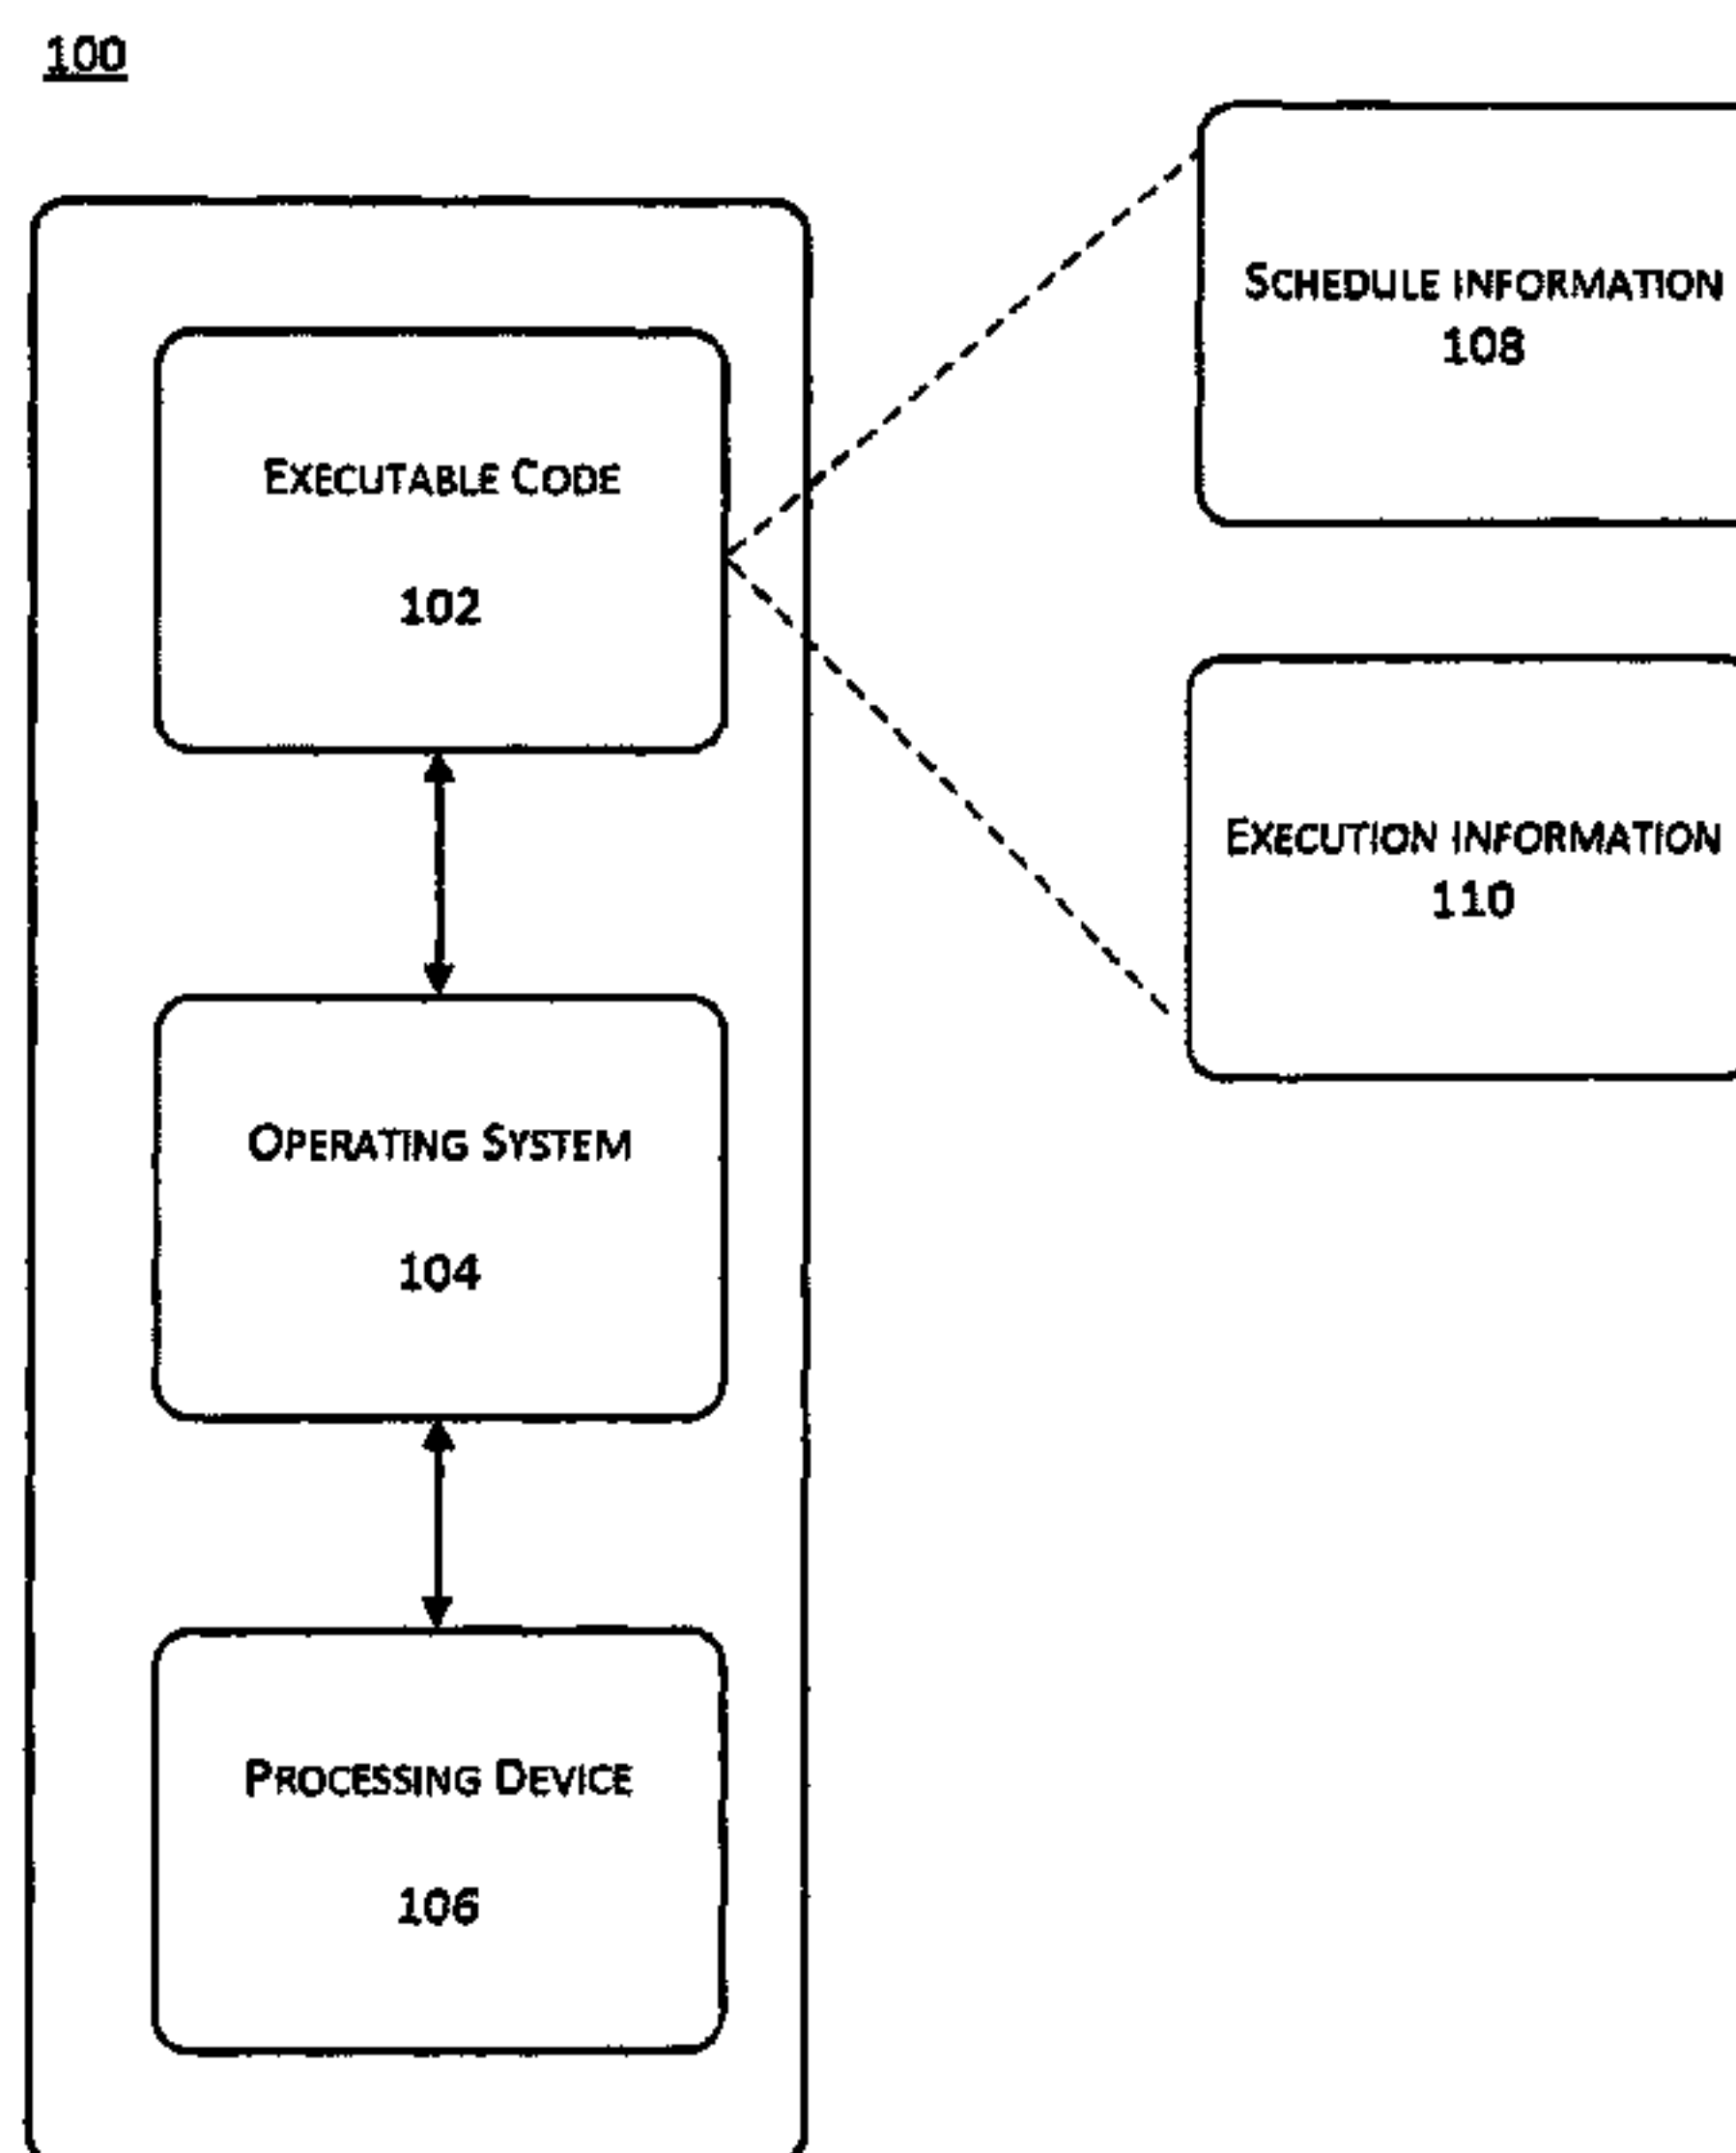 100
SCHEDULE INFORMATION
108
EXECUTABLE CODE
102
EXECUTION INFORMATION
110
OPERATING SYSTEM
104
PROCESSING DEVICE
106